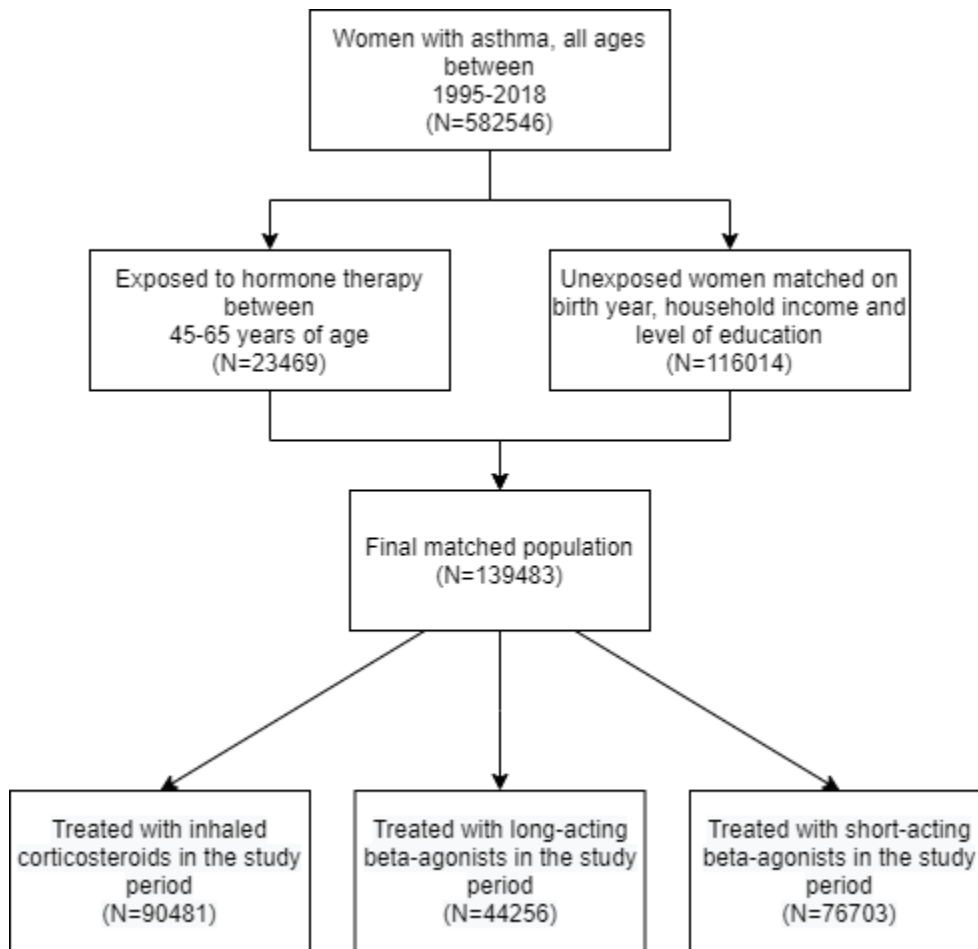 Women with asthma, all ages
between
1995-2018
(N=582546)
Exposed to hormone therapy
between
45-65 years of age
(N=23469)
Unexposed women matched on
birth year, household income and
level of education
(N=116014)
Final matched population
(N=139483)
Treated with inhaled
corticosteroids in the study
period
(N=90481)
Treated with long-acting
beta-agonists in the study
period
(N=44256)
Treated with short-acting
beta-agonists in the study
period
(N=76703)